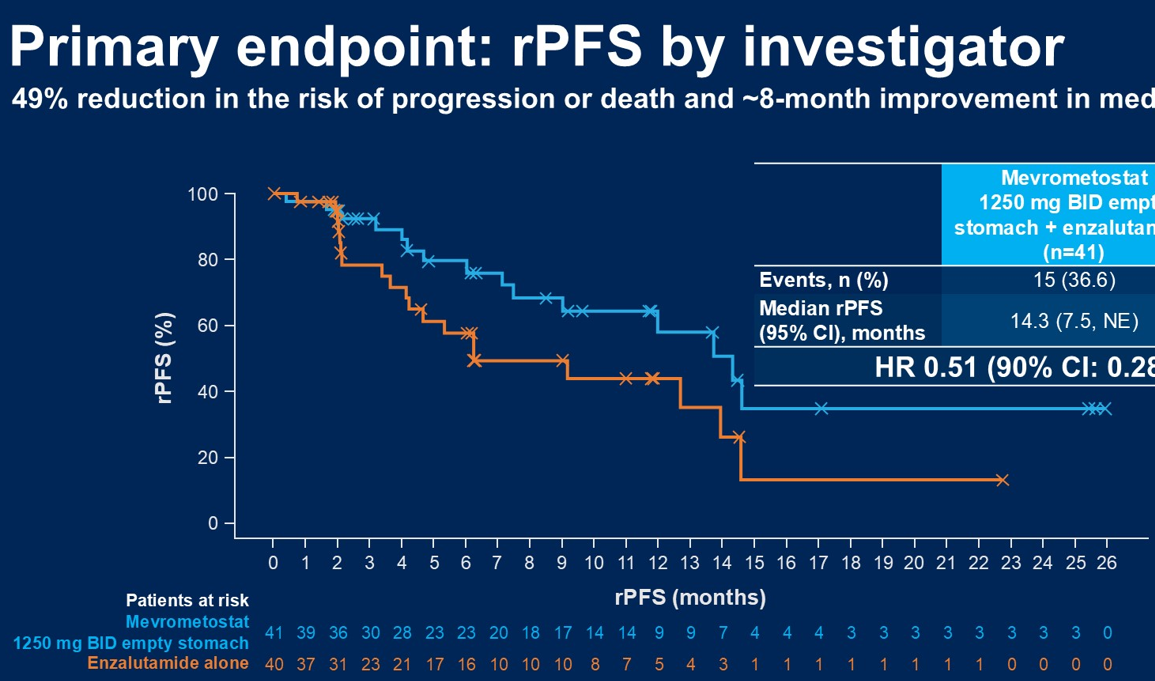 Primary endpoint: rPFS by investigator
49% reduction in the risk of progression or death and ~8-month improvement in med
Mevrometostat
1250 mg BID empt
stomach + enzalutam
(n=41)
Events, n (%) 15 (36.6)
Median rPFS
(95% CI), months 14.3 (7.5, NE)
HR 0.51 (90% CI: 0.28
rPFS (%)
100
80
60
40
20
0
0 1 2 3 4 5 6 7 8 9 10 11 12 13 14 15 16 17 18 19 20 21 22 23 24 25 26
rPFS (months)
Patients at risk
Mevrometostat
1250 mg BID empty stomach 41 39 36 30 28 23 23 20 18 17 14 14 9 9 7 4 4 4 3 3 3 3 3 3 3 3 0
Enzalutamide alone 40 37 31 23 21 17 16 10 10 10 8 7 5 4 3 1 1 1 1 1 1 1 1 0 0 0 0